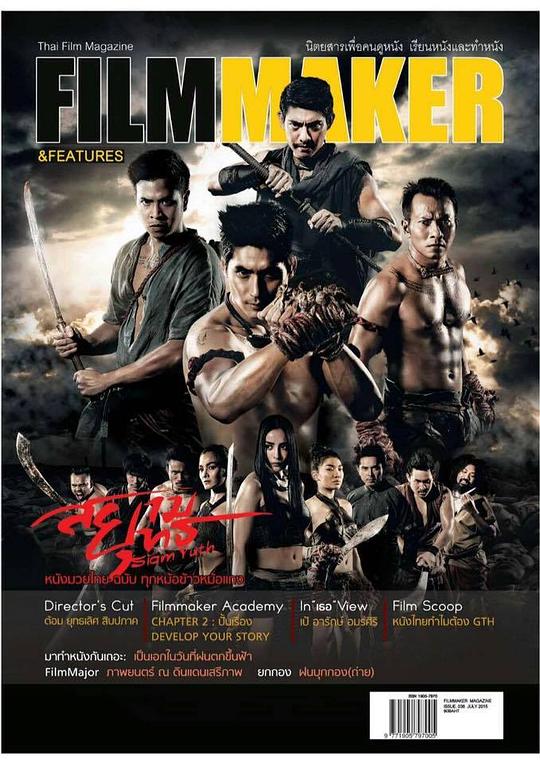 Thai Film Magazine
นิตยสารเพื่อคนดูหนัง เรียนหนังและทำหนัง
FILMMAKER
&FEATURES
สยามยุทธ
Siam Yuth
หนังมวยไทย ฉบับ ทุกหม้อข้าวหม้อแกง
Director's Cut
ต้อม ยุทธเลิศ สิปปภาค
Filmmaker Academy
CHAPTER 2 : ปั้นเรื่อง
DEVELOP YOUR STORY
In"เธอ"View
เป้ อารักษ์ อมรศิริ
Film Scoop
หนังไทยทำไมต้อง GTH
มาทำหนังกันเถอะ: เป็นเอกในวันที่ฝนตกขึ้นฟ้า
FilmMajor ภาพยนตร์ ณ ดินแดนเสรีภาพ ยกกอง ฝนบุกกอง(ถ่าย)
ISSN 1905-7970
FILMMAKER MAGAZINE
ISSUE. 036 JULY 2015
90BAHT
9 771905 797005